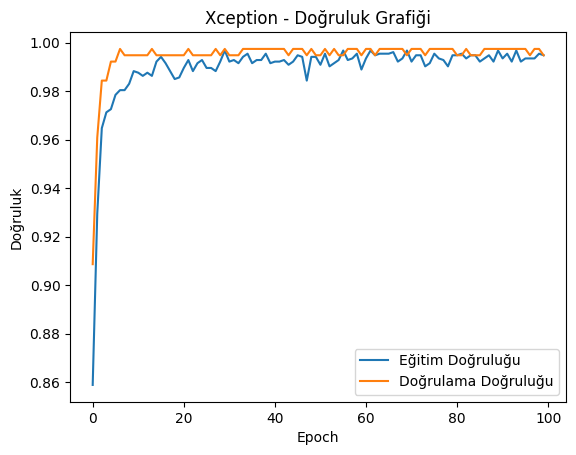 Xception - Doğruluk Grafiği
Doğruluk
1.00
0.98
0.96
0.94
0.92
0.90
0.88
0.86
Eğitim Doğruluğu
Doğrulama Doğruluğu
0 20 40 60 80 100
Epoch